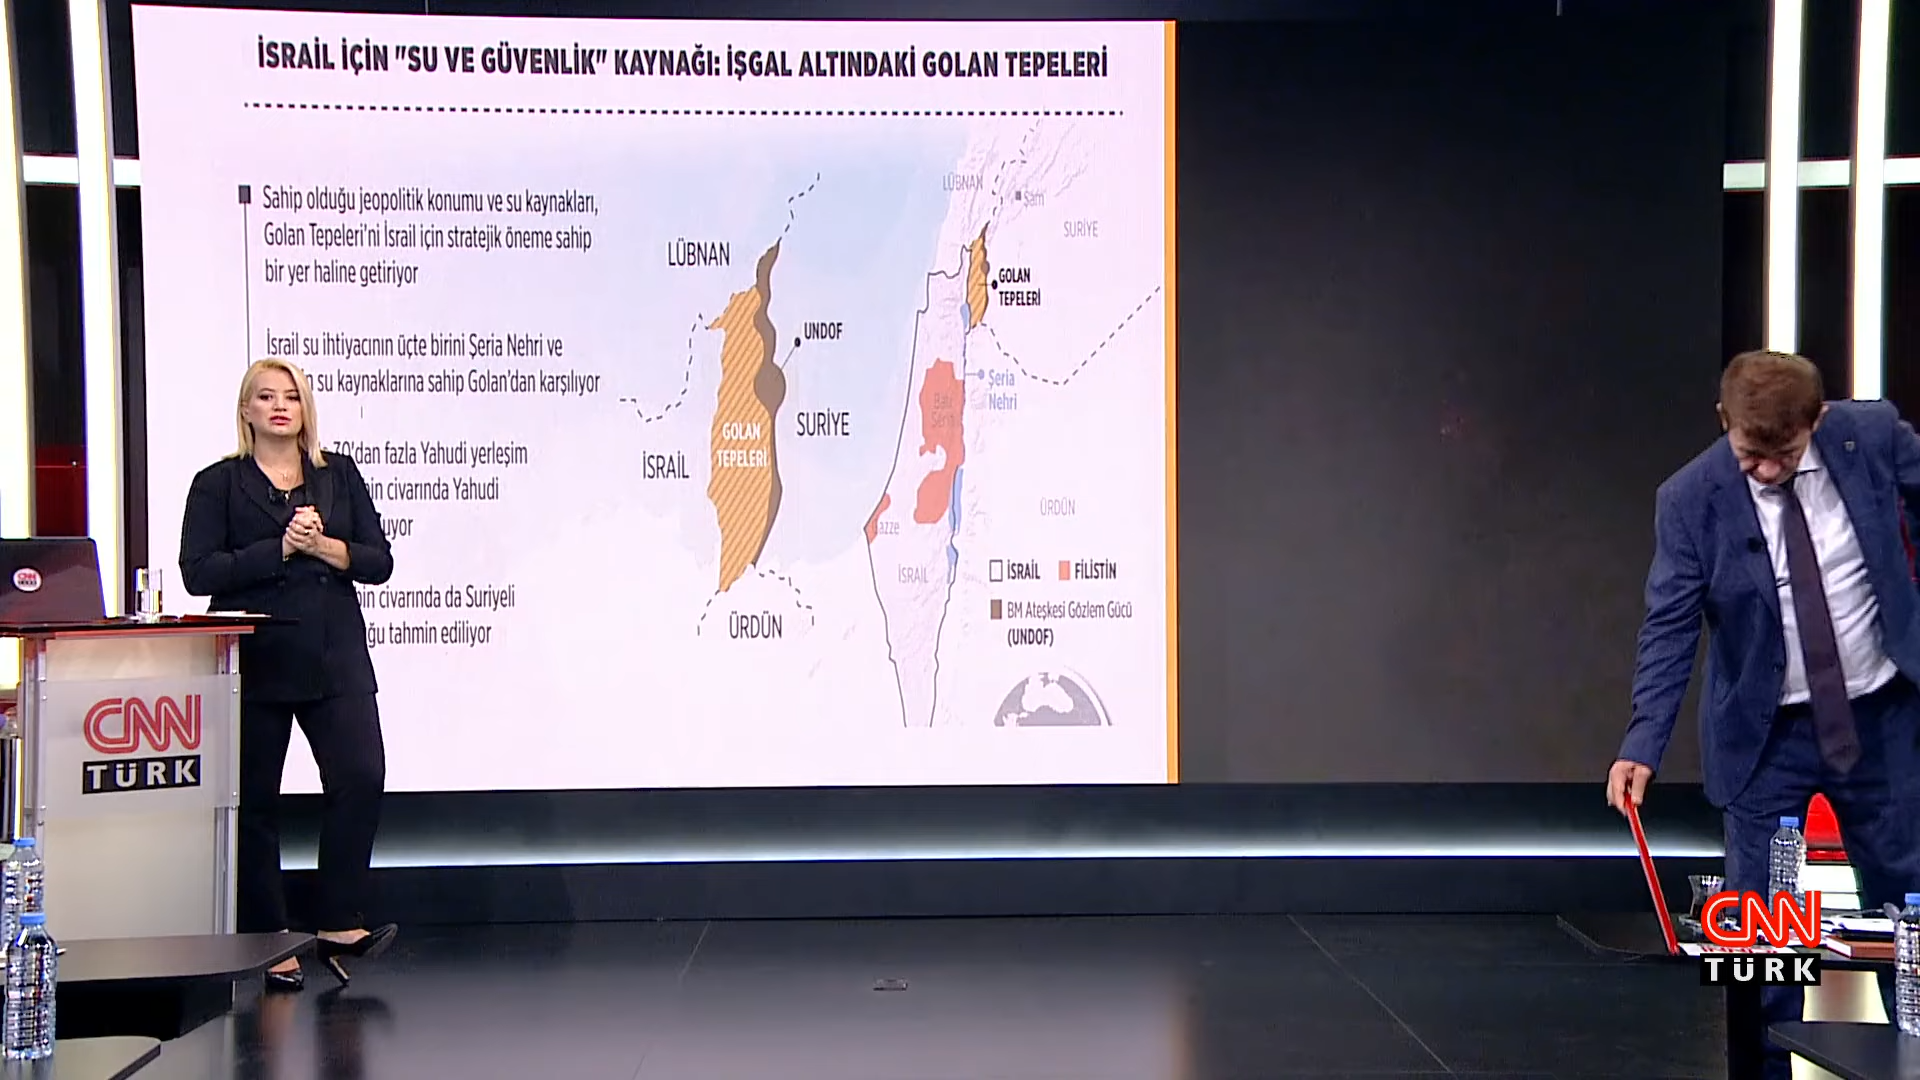 İSRAİL İÇİN "SU VE GÜVENLİK" KAYNAĞI: İŞGAL ALTINDAKİ GOLAN TEPELERİ
Sahip olduğu jeopolitik konumu ve su kaynakları,
Golan Tepeleri'ni İsrail için stratejik öneme sahip
bir yer haline getiriyor
İsrail su ihtiyacının üçte birini Şeria Nehri ve
su kaynaklarına sahip Golan'dan karşılıyor
30'dan fazla Yahudi yerleşim
bin civarında Yahudi
bin civarında da Suriyeli
tahmin ediliyor
LÜBNAN
UNDOF
SURİYE
GOLAN
TEPELERİ
İSRAİL
ÜRDÜN
LÜBNAN
Şam
SURİYE
GOLAN
TEPELERİ
Şeria
Nehri
Batı
Şeria
Gazze
ÜRDÜN
İSRAİL
İSRAİL
FİLİSTİN
BM Ateşkesi Gözlem Gücü
(UNDOF)
CNN
TÜRK
CNN
TÜRK